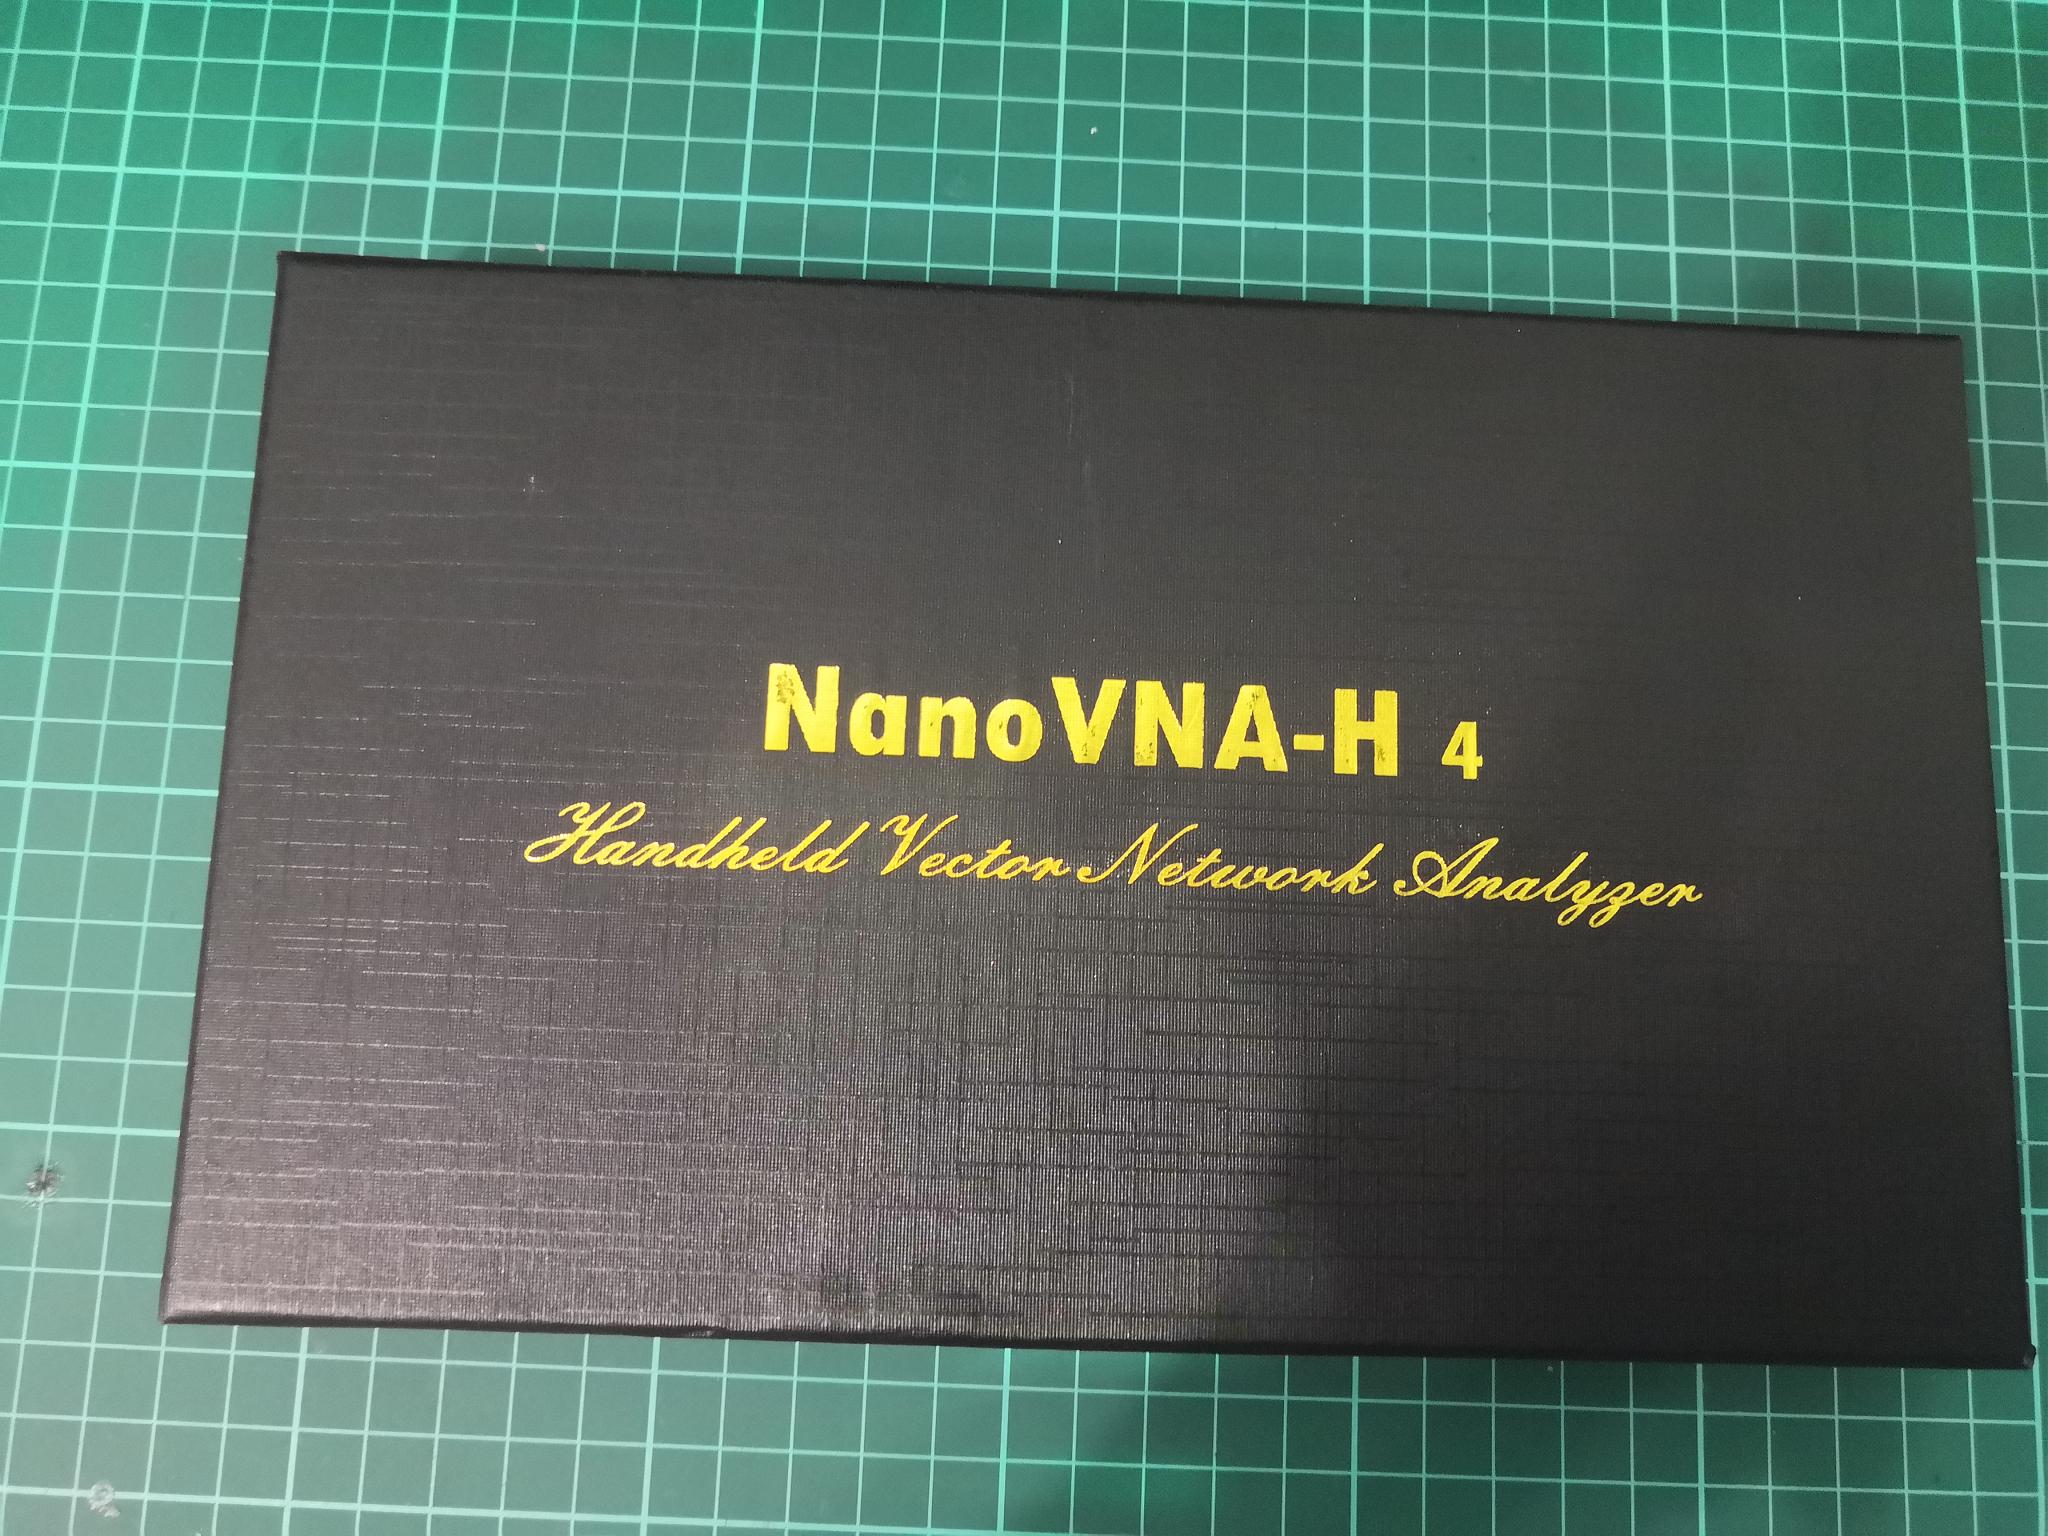 NanoVNA-H 4
Handheld Vector Network Analyzer